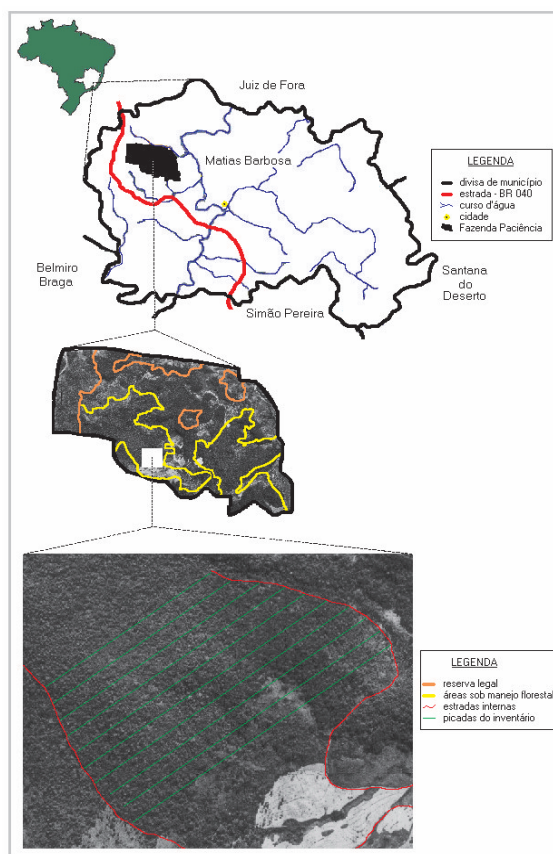 Juiz de Fora
Matias Barbosa
LEGENDA
divisa de município
estrada - BR 040
curso d'água
cidade
Fazenda Paciência
Belmiro
Braga
Santana
do
Deserto
Simão Pereira
LEGENDA
reserva legal
áreas sob manejo florestal
estradas internas
picadas do inventário